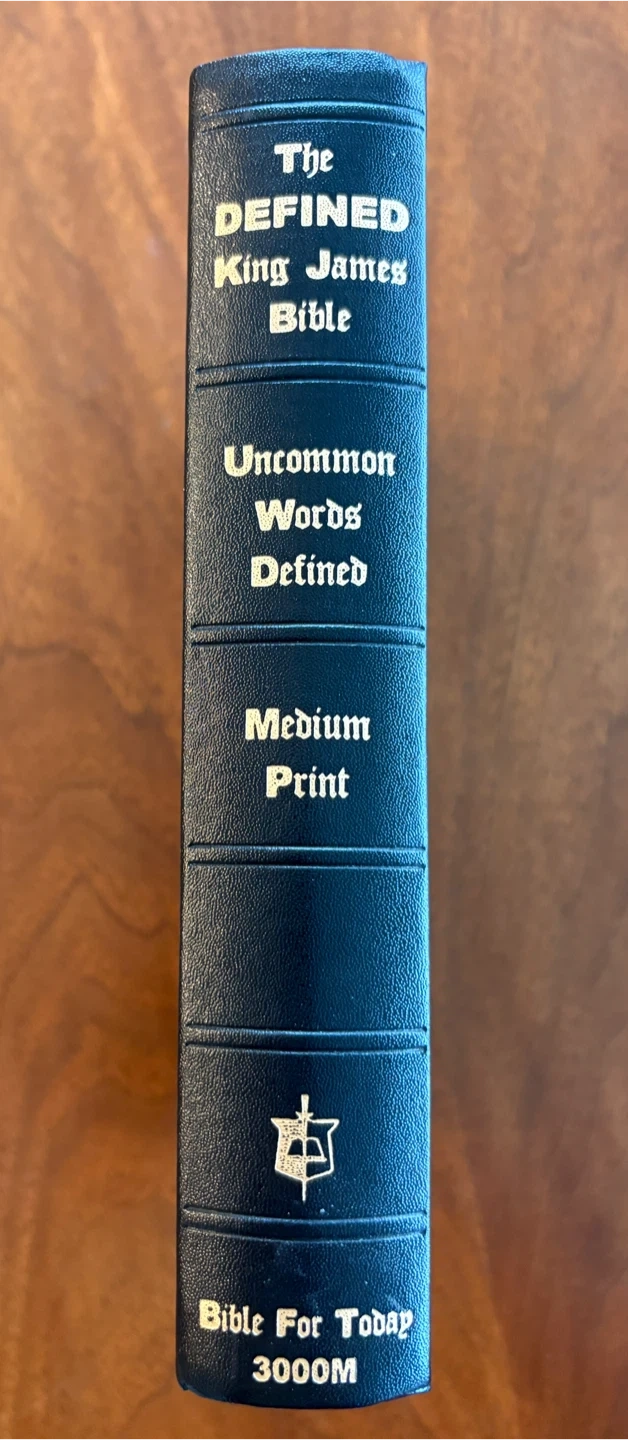 The
DEFINED
King James
Bible
Uncommon
Words
Defined
Medium
Print
Bible For Today
3000M